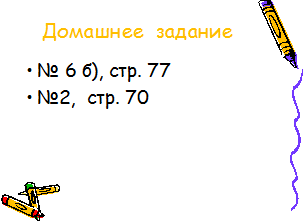 Домашнее задание
• № 6 б), стр. 77
• №2, стр. 70